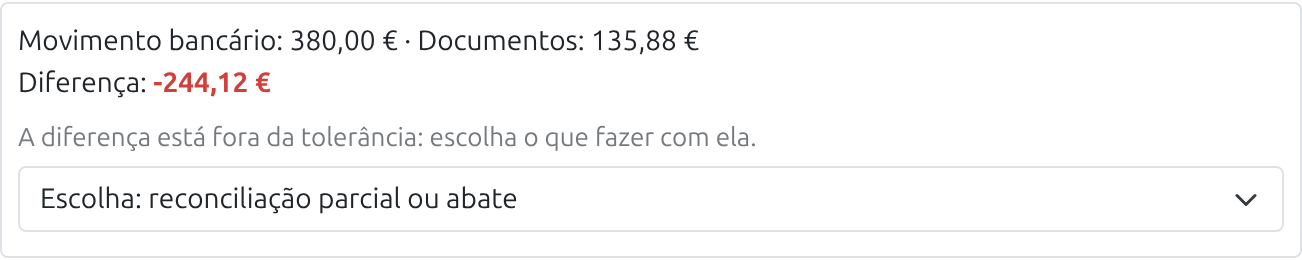 Movimento bancário: 380,00 € · Documentos: 135,88 €
Diferença: -244,12 €
A diferença está fora da tolerância: escolha o que fazer com ela.
Escolha: reconciliação parcial ou abate